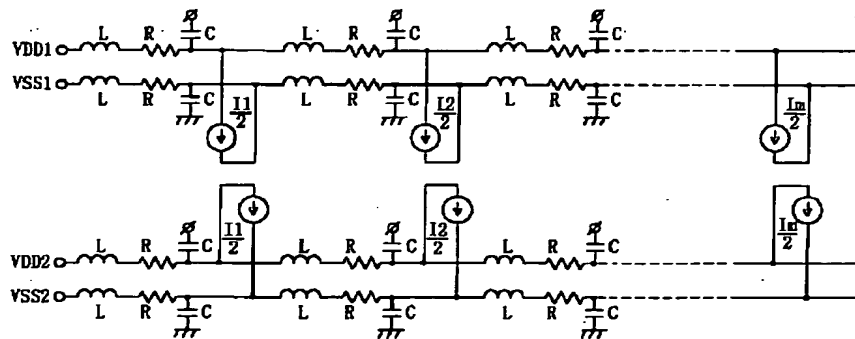 L R C L R C L R C
VDD1
VSS1
L R C L R C L R C
I1/2 I2/2 Im/2
I1/2 I2/2 Im/2
L R C L R C L R C
VDD2
VSS2
L R C L R C L R C